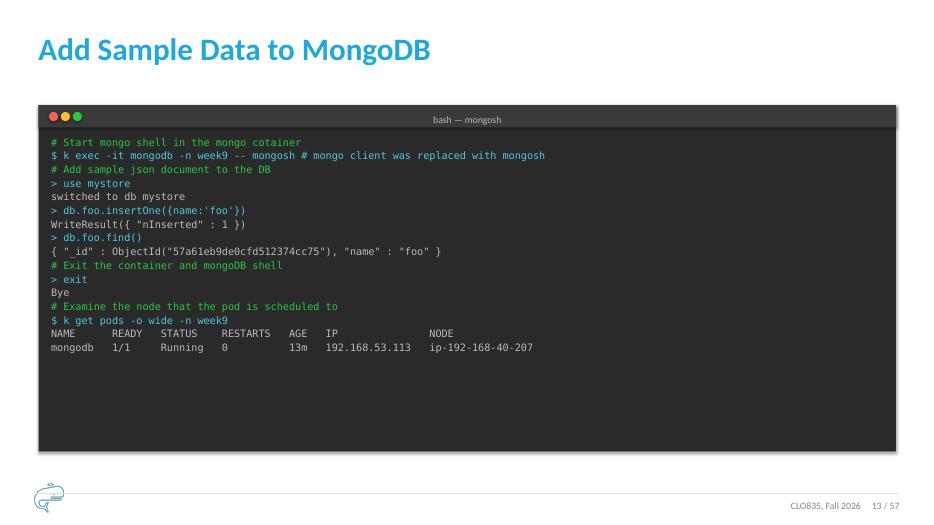 Add Sample Data to MongoDB
bash — mongosh
# Start mongo shell in the mongo cotainer
$ k exec -it mongodb -n week9 -- mongosh # mongo client was replaced with mongosh
# Add sample json document to the DB
> use mystore
switched to db mystore
> db.foo.insertOne({name:'foo'})
WriteResult({ "nInserted" : 1 })
> db.foo.find()
{ "_id" : ObjectId("57a61eb9de0cfd512374cc75"), "name" : "foo" }
# Exit the container and mongoDB shell
> exit
Bye
# Examine the node that the pod is scheduled to
$ k get pods -o wide -n week9
NAME      READY   STATUS    RESTARTS   AGE   IP               NODE
mongodb   1/1     Running   0          13m   192.168.53.113   ip-192-168-40-207
CLO835, Fall 2026    13 / 57